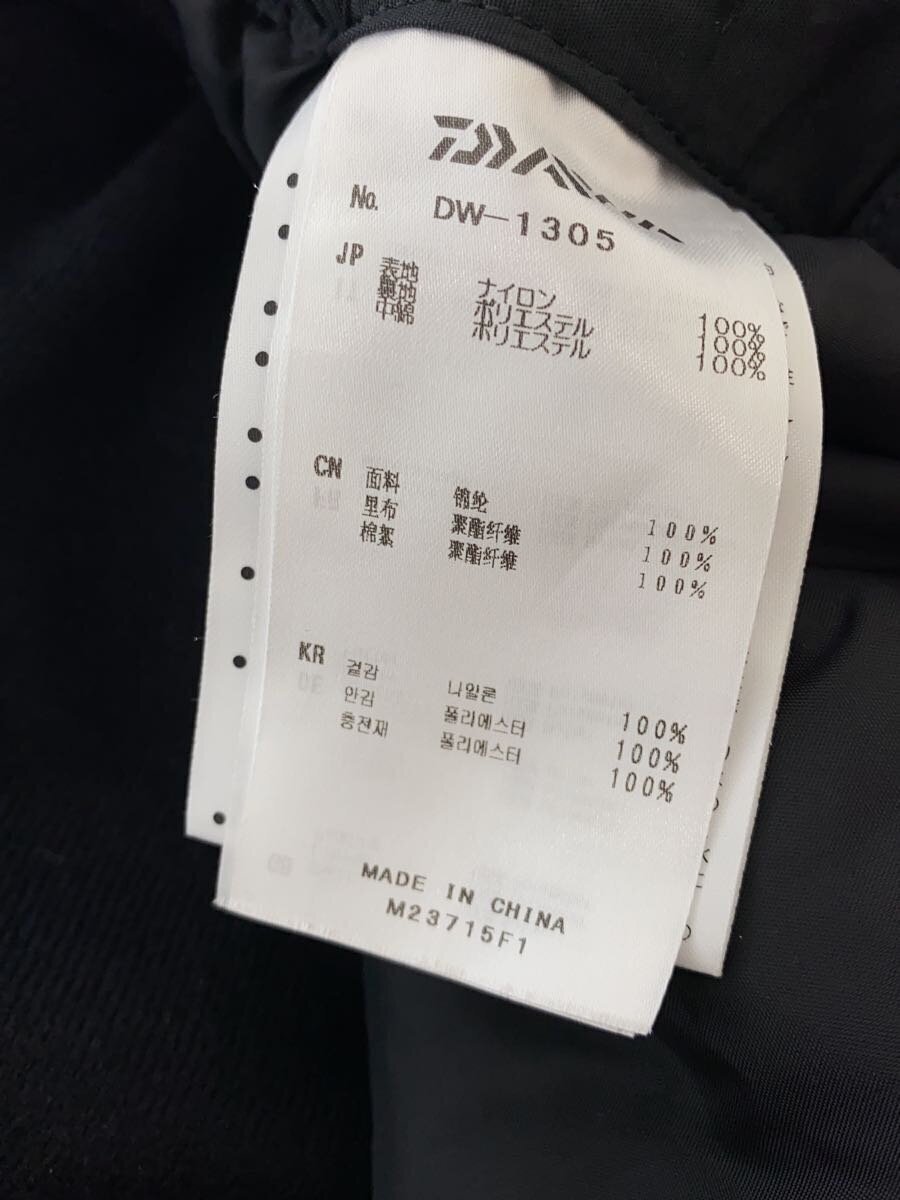 DAIWA
No. DW-1305
JP 表地 ナイロン 100%
裏地 ポリエステル 100%
中綿 ポリエステル 100%
CN 面料 锦纶 100%
里布 聚酯纤维 100%
棉絮 聚酯纤维 100%
KR 겉감 나일론 100%
안감 폴리에스터 100%
충전재 폴리에스터 100%
MADE IN CHINA
M23715F1